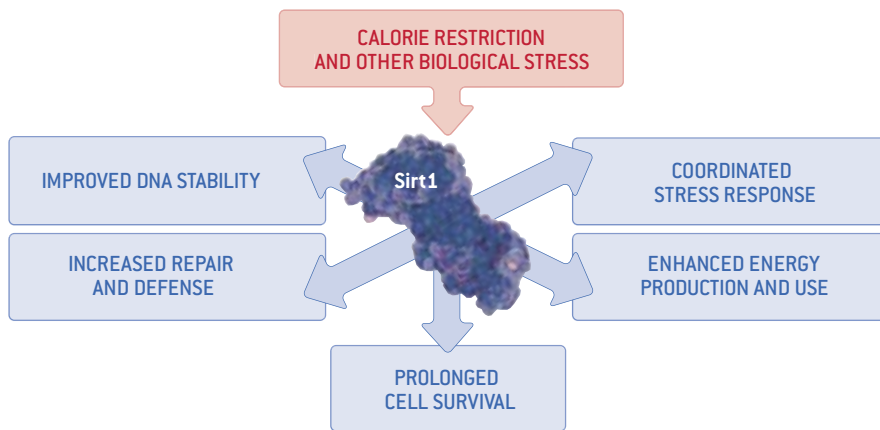 CALORIE RESTRICTION
AND OTHER BIOLOGICAL STRESS
Sirt1
IMPROVED DNA STABILITY
COORDINATED
STRESS RESPONSE
INCREASED REPAIR
AND DEFENSE
ENHANCED ENERGY
PRODUCTION AND USE
PROLONGED
CELL SURVIVAL